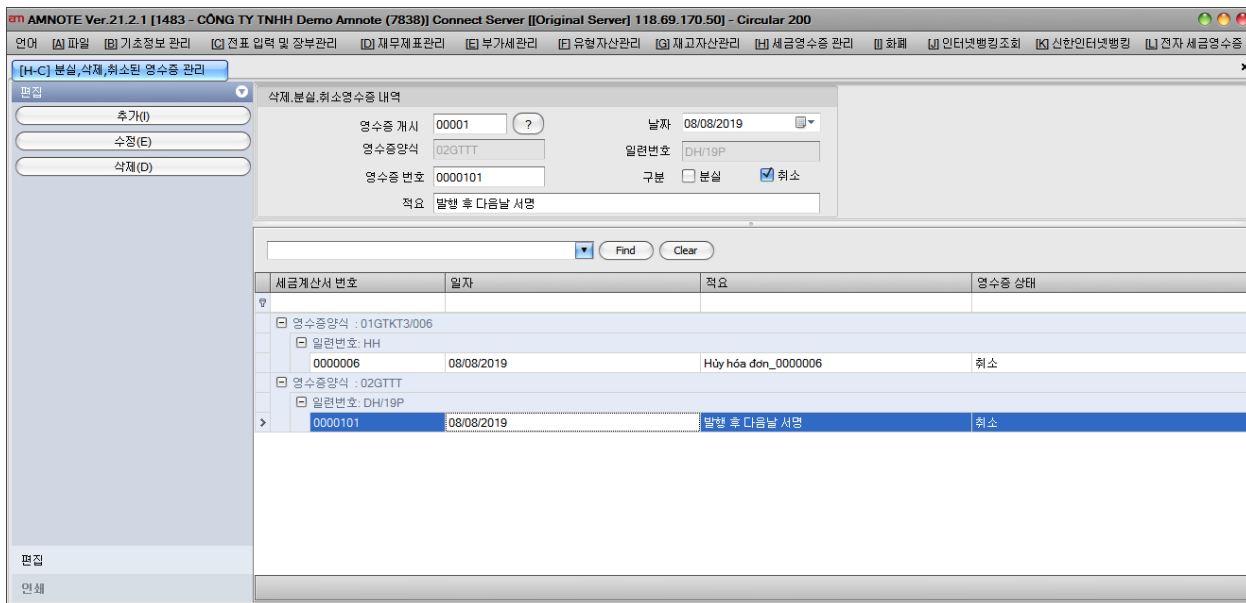 AMNOTE Ver.21.2.1 [1483 - CÔNG TY TNHH Demo Amnote (7838)] Connect Server [[Original Server] 118.69.170.50] - Circular 200
언어 [A] 파일 [B] 기초정보 관리 [C] 전표 입력 및 장부관리 [D] 재무제표관리 [E] 부가세관리 [F] 유형자산관리 [G] 재고자산관리 [H] 세금영수증 관리 [I] 화폐 [J] 인터넷뱅킹조회 [K] 신한인터넷뱅킹 [L] 전자 세금영수증
[H-C] 분실,삭제,취소된 영수증 관리
편집
추가(I)
수정(E)
삭제(D)
삭제,분실,취소영수증 내역
영수증 개시 00001 ? 날짜 08/08/2019
영수증양식 02GTTT 일련번호 DH/19P
영수증 번호 0000101 구분 분실 취소
적요 발행 후 다음날 서명
Find Clear
세금계산서 번호 일자 적요 영수증 상태
영수증양식 : 01GTKT3/006
일련번호: HH
0000006 08/08/2019 Hủy hóa đơn_0000006 취소
영수증양식 : 02GTTT
일련번호: DH/19P
0000101 08/08/2019 발행 후 다음날 서명 취소
편집
인쇄